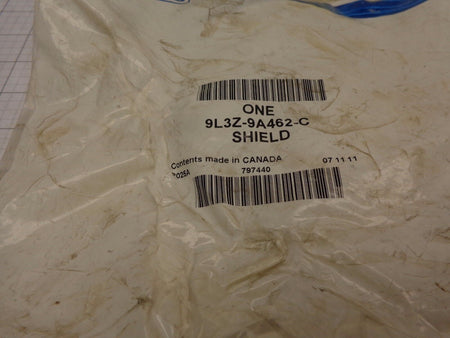 ONE
9L3Z-9A462-C
SHIELD
Contents made in CANADA 07 11 11
797440